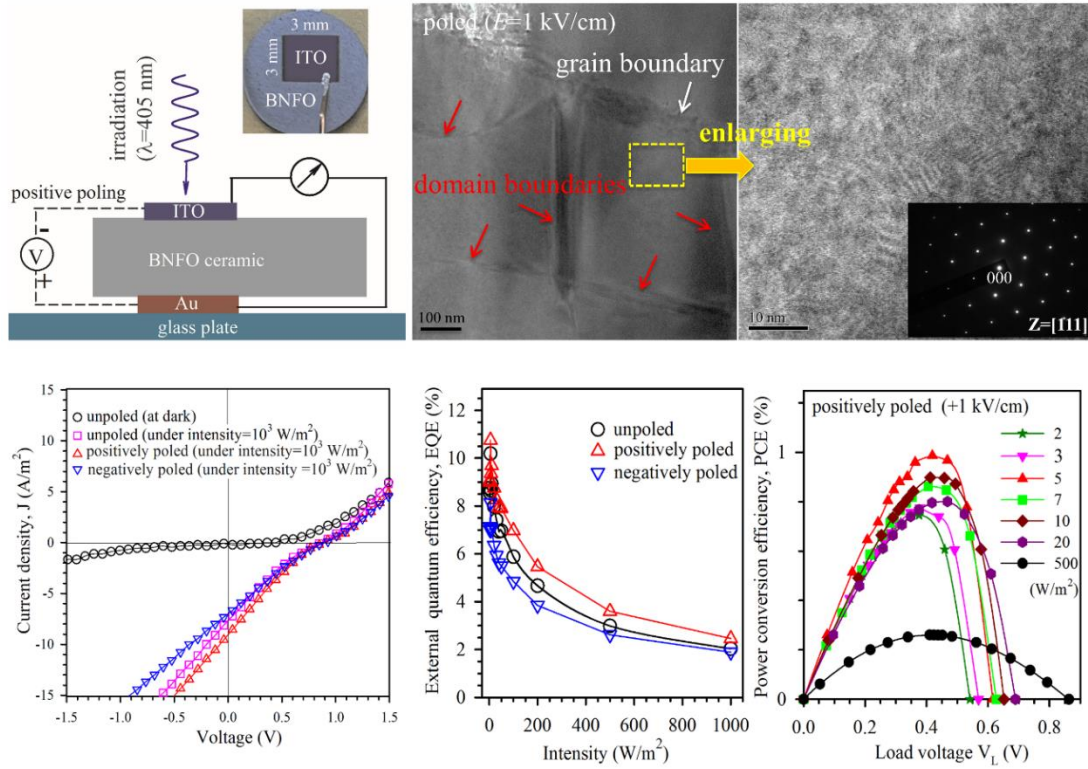 3 mm
3 mm
ITO
BNFO
irradiation
(λ=405 nm)
positive poling
ITO
-
V
+
BNFO ceramic
Au
glass plate
poled (E=1 kV/cm)
grain boundary
enlarging
domain boundaries
100 nm
10 nm
000
Z=[111]
15
10
5
0
-5
-10
-15
Current density, J (A/m²)
unpoled (at dark)
unpoled (under intensity=10³ W/m²)
positively poled (under intensity=10³ W/m²)
negatively poled (under intensity =10³ W/m²)
-1.5 -1.0 -0.5 0.0 0.5 1.0 1.5
Voltage (V)
12
10
8
6
4
2
0
External quantum efficiency, EQE (%)
unpoled
positively poled
negatively poled
0 200 400 600 800 1000
Intensity (W/m²)
1
0
Power conversion efficiency, PCE (%)
positively poled (+1 kV/cm)
2
3
5
7
10
20
500
(W/m²)
0.0 0.2 0.4 0.6 0.8
Load voltage V_L (V)